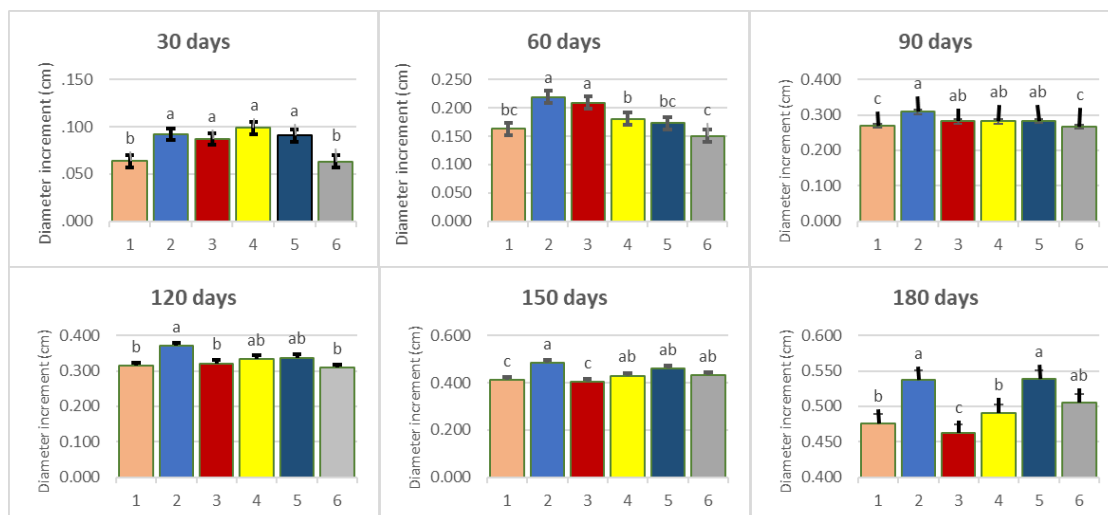 30 days
Diameter increment (cm)
.150
.100
.050
.000
b a a a a b
1 2 3 4 5 6
60 days
Diameter increment (cm)
0.250
0.200
0.150
0.100
0.050
0.000
bc a a b bc c
1 2 3 4 5 6
90 days
Diameter increment (cm)
0.400
0.300
0.200
0.100
0.000
c a ab ab ab c
1 2 3 4 5 6
120 days
Diameter increment (cm)
0.400
0.300
0.200
0.100
0.000
b a b ab ab b
1 2 3 4 5 6
150 days
Diameter increment (cm)
0.600
0.400
0.200
0.000
c a c ab ab ab
1 2 3 4 5 6
180 days
Diameter increment (cm)
0.600
0.550
0.500
0.450
0.400
b a c b a ab
1 2 3 4 5 6